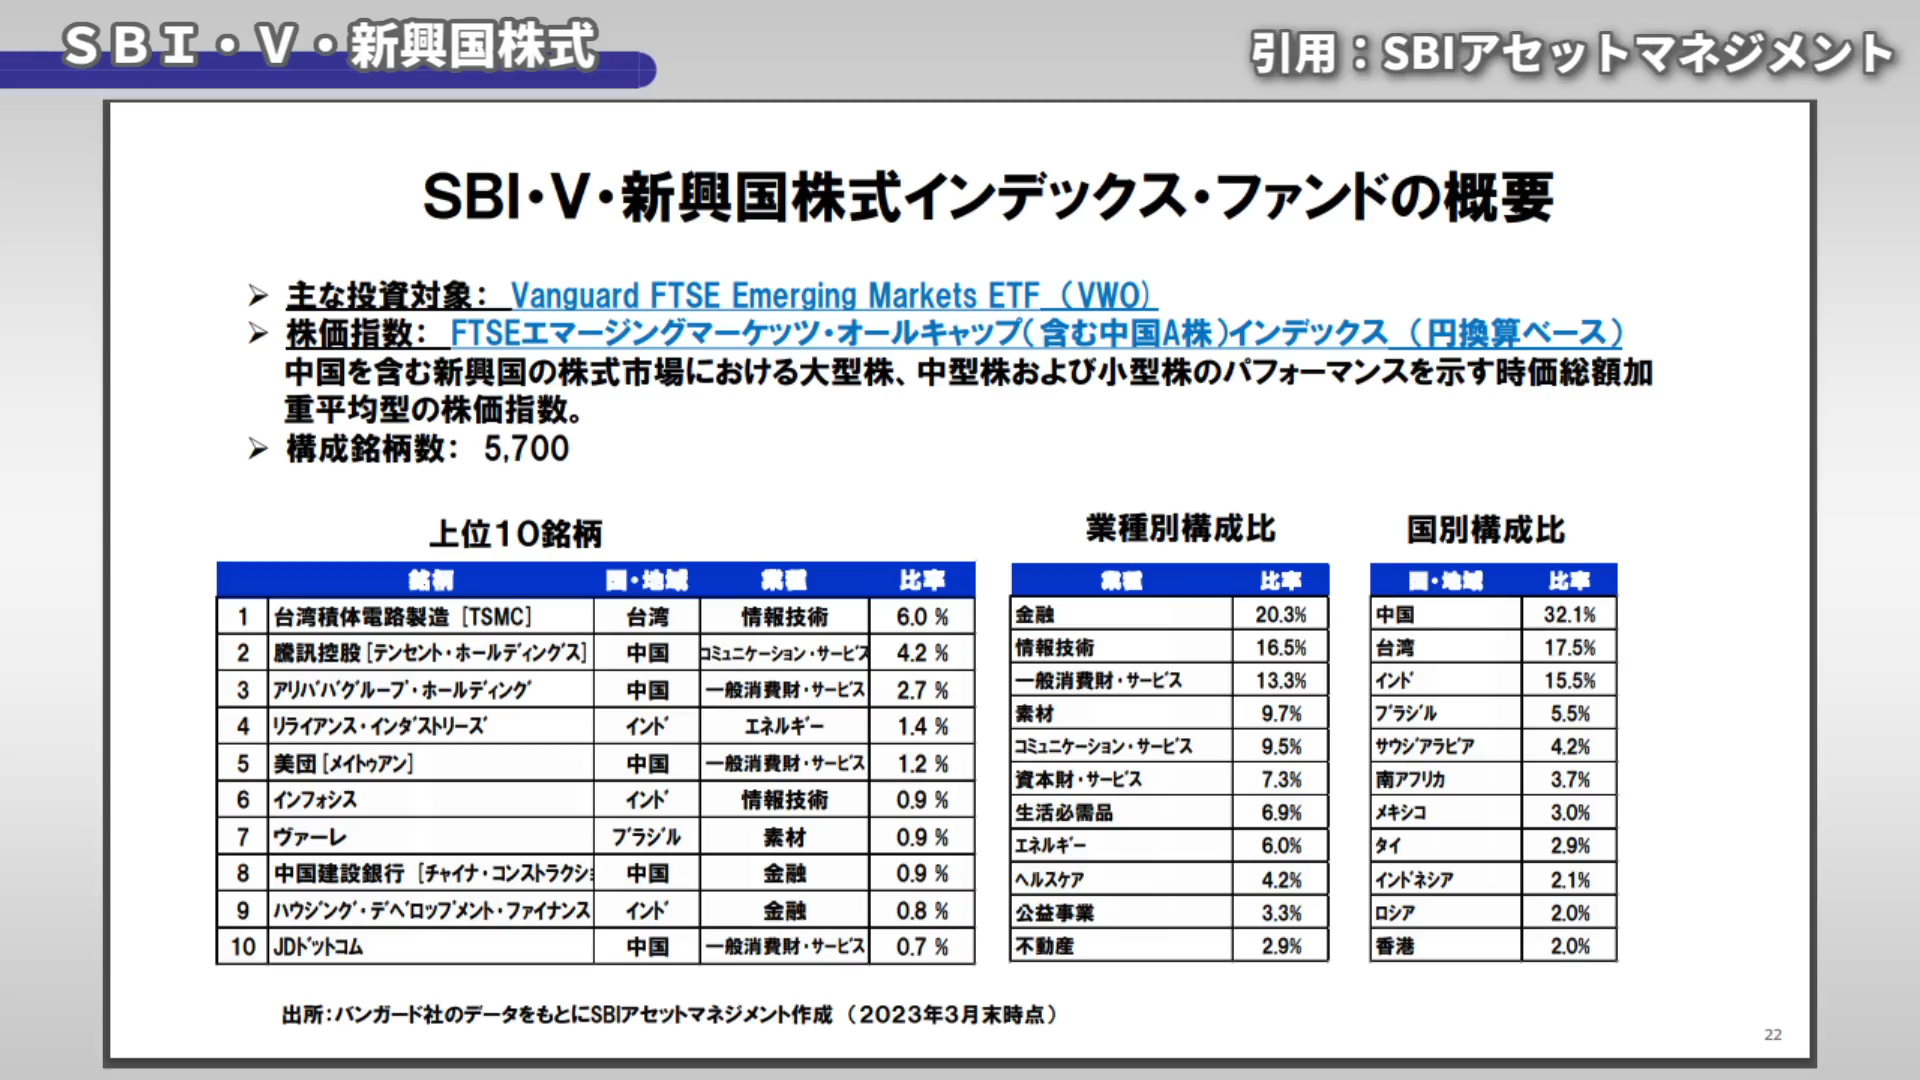 SBI・V・新興国株式
引用：SBIアセットマネジメント
SBI・V・新興国株式インデックス・ファンドの概要
➢ 主な投資対象： Vanguard FTSE Emerging Markets ETF （VWO）
➢ 株価指数： FTSEエマージングマーケッツ・オールキャップ（含む中国A株）インデックス （円換算ベース）
中国を含む新興国の株式市場における大型株、中型株および小型株のパフォーマンスを示す時価総額加
重平均型の株価指数。
➢ 構成銘柄数： 5,700
上位10銘柄
銘柄 国・地域 業種 比率
1 台湾積体電路製造 [TSMC] 台湾 情報技術 6.0 %
2 騰訊控股 [テンセント・ホールディングス] 中国 コミュニケーション・サービス 4.2 %
3 アリババグループ・ホールディング 中国 一般消費財・サービス 2.7 %
4 リライアンス・インダストリーズ インド エネルギー 1.4 %
5 美団 [メイトゥアン] 中国 一般消費財・サービス 1.2 %
6 インフォシス インド 情報技術 0.9 %
7 ヴァーレ ブラジル 素材 0.9 %
8 中国建設銀行 [チャイナ・コンストラクショ 中国 金融 0.9 %
9 ハウジング・デベロップメント・ファイナンス インド 金融 0.8 %
10 JDドットコム 中国 一般消費財・サービス 0.7 %
業種別構成比
業種 比率
金融 20.3%
情報技術 16.5%
一般消費財・サービス 13.3%
素材 9.7%
コミュニケーション・サービス 9.5%
資本財・サービス 7.3%
生活必需品 6.9%
エネルギー 6.0%
ヘルスケア 4.2%
公益事業 3.3%
不動産 2.9%
国別構成比
国・地域 比率
中国 32.1%
台湾 17.5%
インド 15.5%
ブラジル 5.5%
サウジアラビア 4.2%
南アフリカ 3.7%
メキシコ 3.0%
タイ 2.9%
インドネシア 2.1%
ロシア 2.0%
香港 2.0%
出所：バンガード社のデータをもとにSBIアセットマネジメント作成 （2023年3月末時点）
22